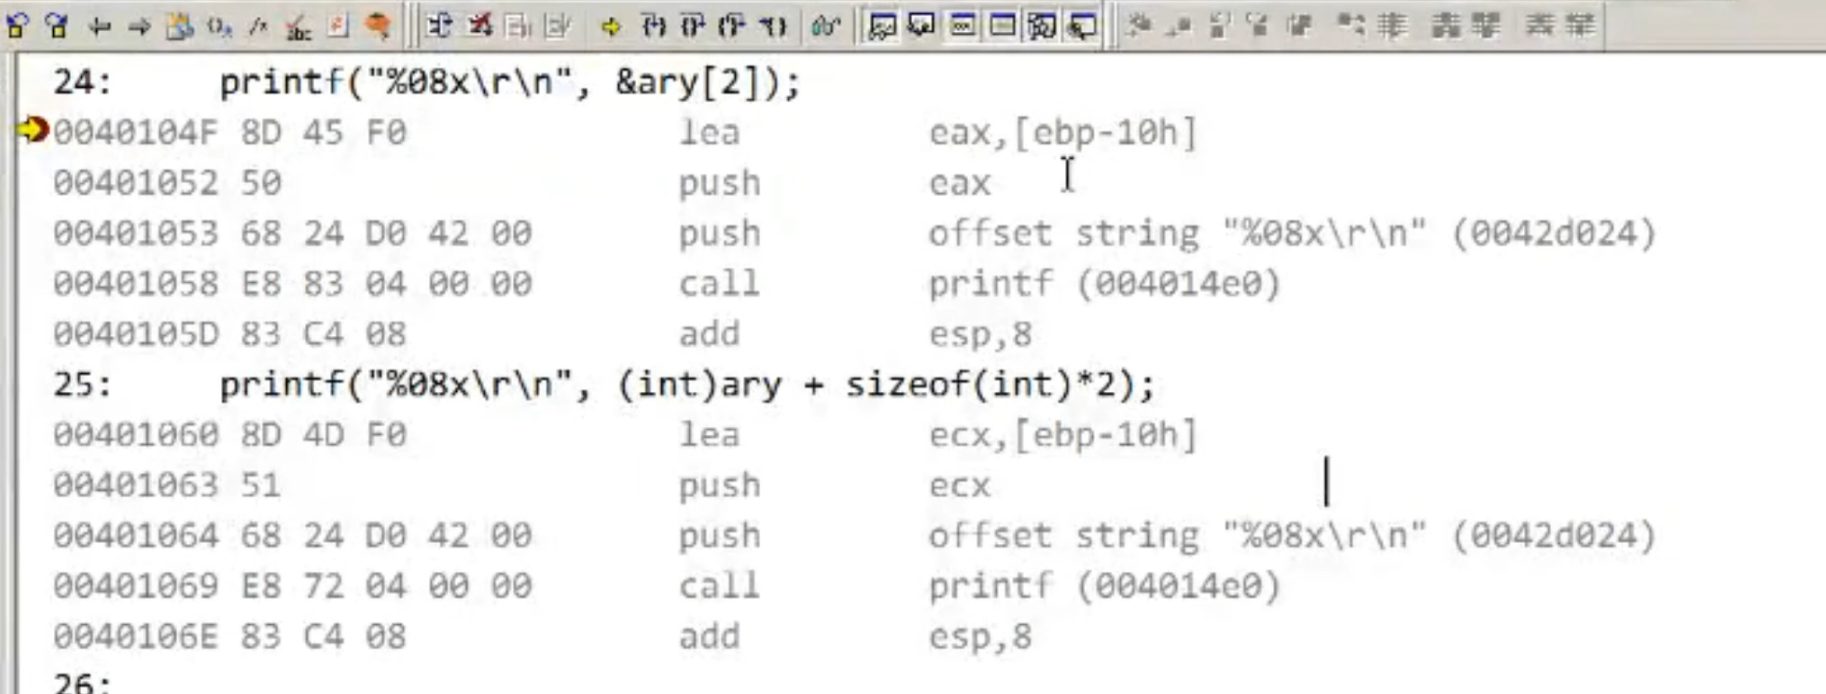 24: printf("%08x\r\n", &ary[2]);
0040104F 8D 45 F0 lea eax,[ebp-10h]
00401052 50 push eax
00401053 68 24 D0 42 00 push offset string "%08x\r\n" (0042d024)
00401058 E8 83 04 00 00 call printf (004014e0)
0040105D 83 C4 08 add esp,8
25: printf("%08x\r\n", (int)ary + sizeof(int)*2);
00401060 8D 4D F0 lea ecx,[ebp-10h]
00401063 51 push ecx
00401064 68 24 D0 42 00 push offset string "%08x\r\n" (0042d024)
00401069 E8 72 04 00 00 call printf (004014e0)
0040106E 83 C4 08 add esp,8
26: